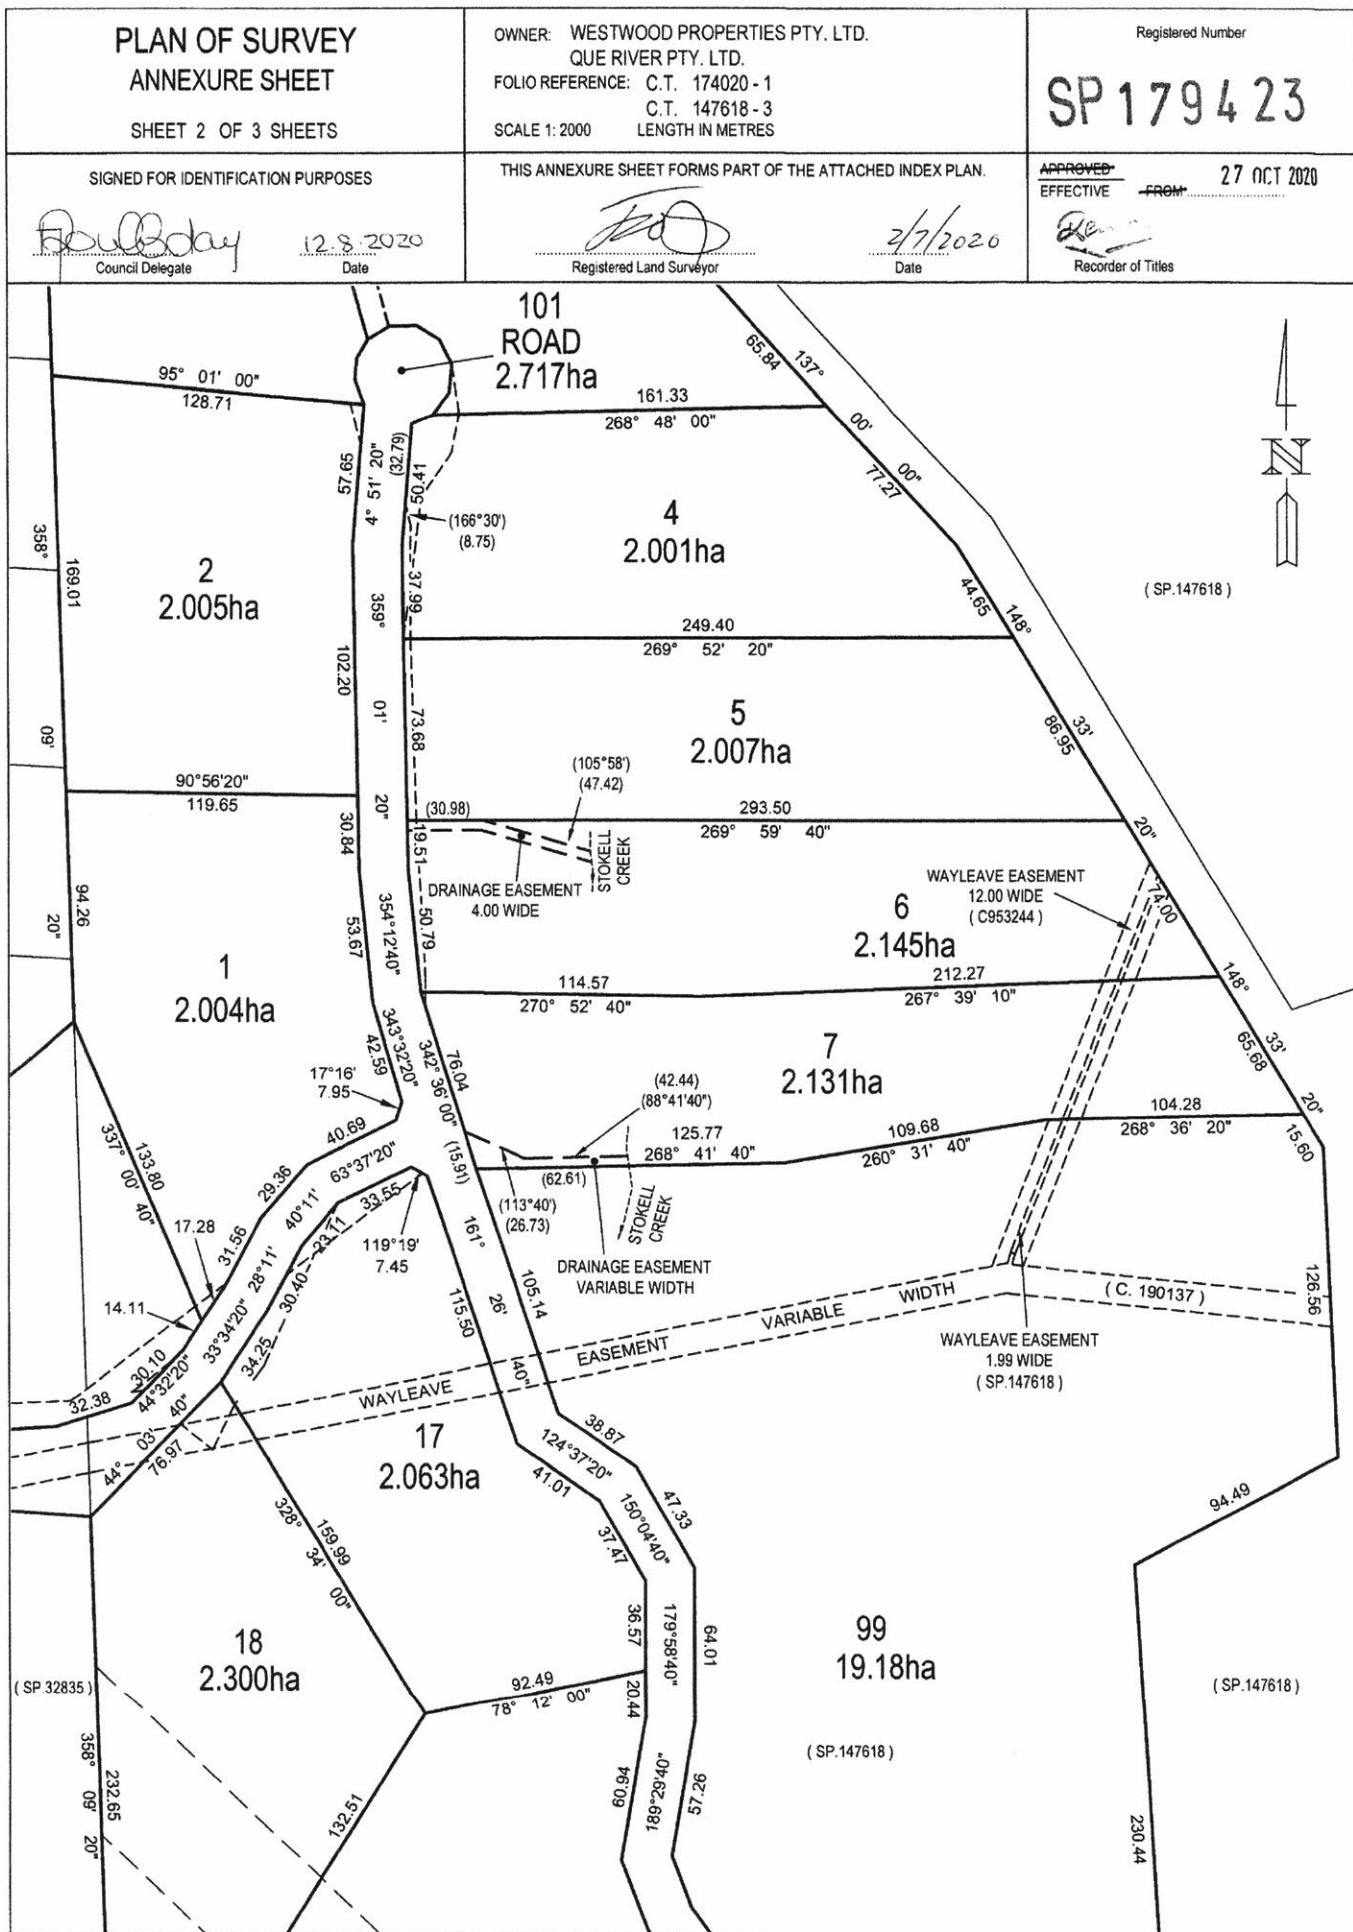 PLAN OF SURVEY
ANNEXURE SHEET
SHEET 2 OF 3 SHEETS
OWNER: WESTWOOD PROPERTIES PTY. LTD.
QUE RIVER PTY. LTD.
FOLIO REFERENCE: C.T. 174020 - 1
C.T. 147618 - 3
SCALE 1: 2000 LENGTH IN METRES
Registered Number
SP179423
SIGNED FOR IDENTIFICATION PURPOSES
12.8.2020
Council Delegate Date
THIS ANNEXURE SHEET FORMS PART OF THE ATTACHED INDEX PLAN.
2/7/2020
Registered Land Surveyor Date
APPROVED
EFFECTIVE FROM 27 OCT 2020
Recorder of Titles
101
ROAD
2.717ha
65.84
137°
00'
00"
77.27
95° 01' 00"
128.71
161.33
268° 48' 00"
57.65
4° 51' 20"
(32.79)
50.41
(166°30')
(8.75)
4
2.001ha
N
358°
169.01
2
2.005ha
359°
37.69
44.65
148°
( SP.147618 )
249.40
269° 52' 20"
102.20
01'
73.68
5
2.007ha
86.95
33'
09'
(105°58')
(47.42)
90°56'20"
119.65
20"
(30.98)
293.50
269° 59' 40"
20"
30.84
19.51
STOKELL
CREEK
DRAINAGE EASEMENT
4.00 WIDE
WAYLEAVE EASEMENT
12.00 WIDE
( C953244 )
74.00
94.26
20"
53.67
354°12'40"
50.79
6
2.145ha
1
2.004ha
114.57
270° 52' 40"
212.27
267° 39' 10"
148°
343°32'20"
42.59
342° 36' 00"
76.04
7
2.131ha
65.68
33'
17°16'
7.95
(42.44)
(88°41'40")
20"
15.60
133.80
337° 00' 40"
40.69
63°37'20"
(15.91)
125.77
268° 41' 40"
109.68
260° 31' 40"
104.28
268° 36' 20"
29.36
40°11'
33.55
(62.61)
(113°40')
(26.73)
STOKELL
CREEK
17.28
31.56
23.11
119°19'
7.45
161°
DRAINAGE EASEMENT
VARIABLE WIDTH
28°11'
30.40
115.50
26'
105.14
126.56
14.11
33°34'20"
( C. 190137 )
WAYLEAVE EASEMENT VARIABLE WIDTH
WAYLEAVE EASEMENT
1.99 WIDE
( SP.147618 )
30.10
34.25
40"
32.38
44°32'20"
44° 03' 40"
76.97
17
2.063ha
38.87
124°37'20"
41.01
47.33
150°04'40"
37.47
94.49
159.99
328° 34' 00"
36.57
179°58'40"
64.01
99
19.18ha
18
2.300ha
( SP.32835 )
92.49
78° 12' 00"
20.44
( SP.147618 )
( SP.147618 )
358° 09' 20"
232.65
132.51
60.94
189°29'40"
57.26
230.44